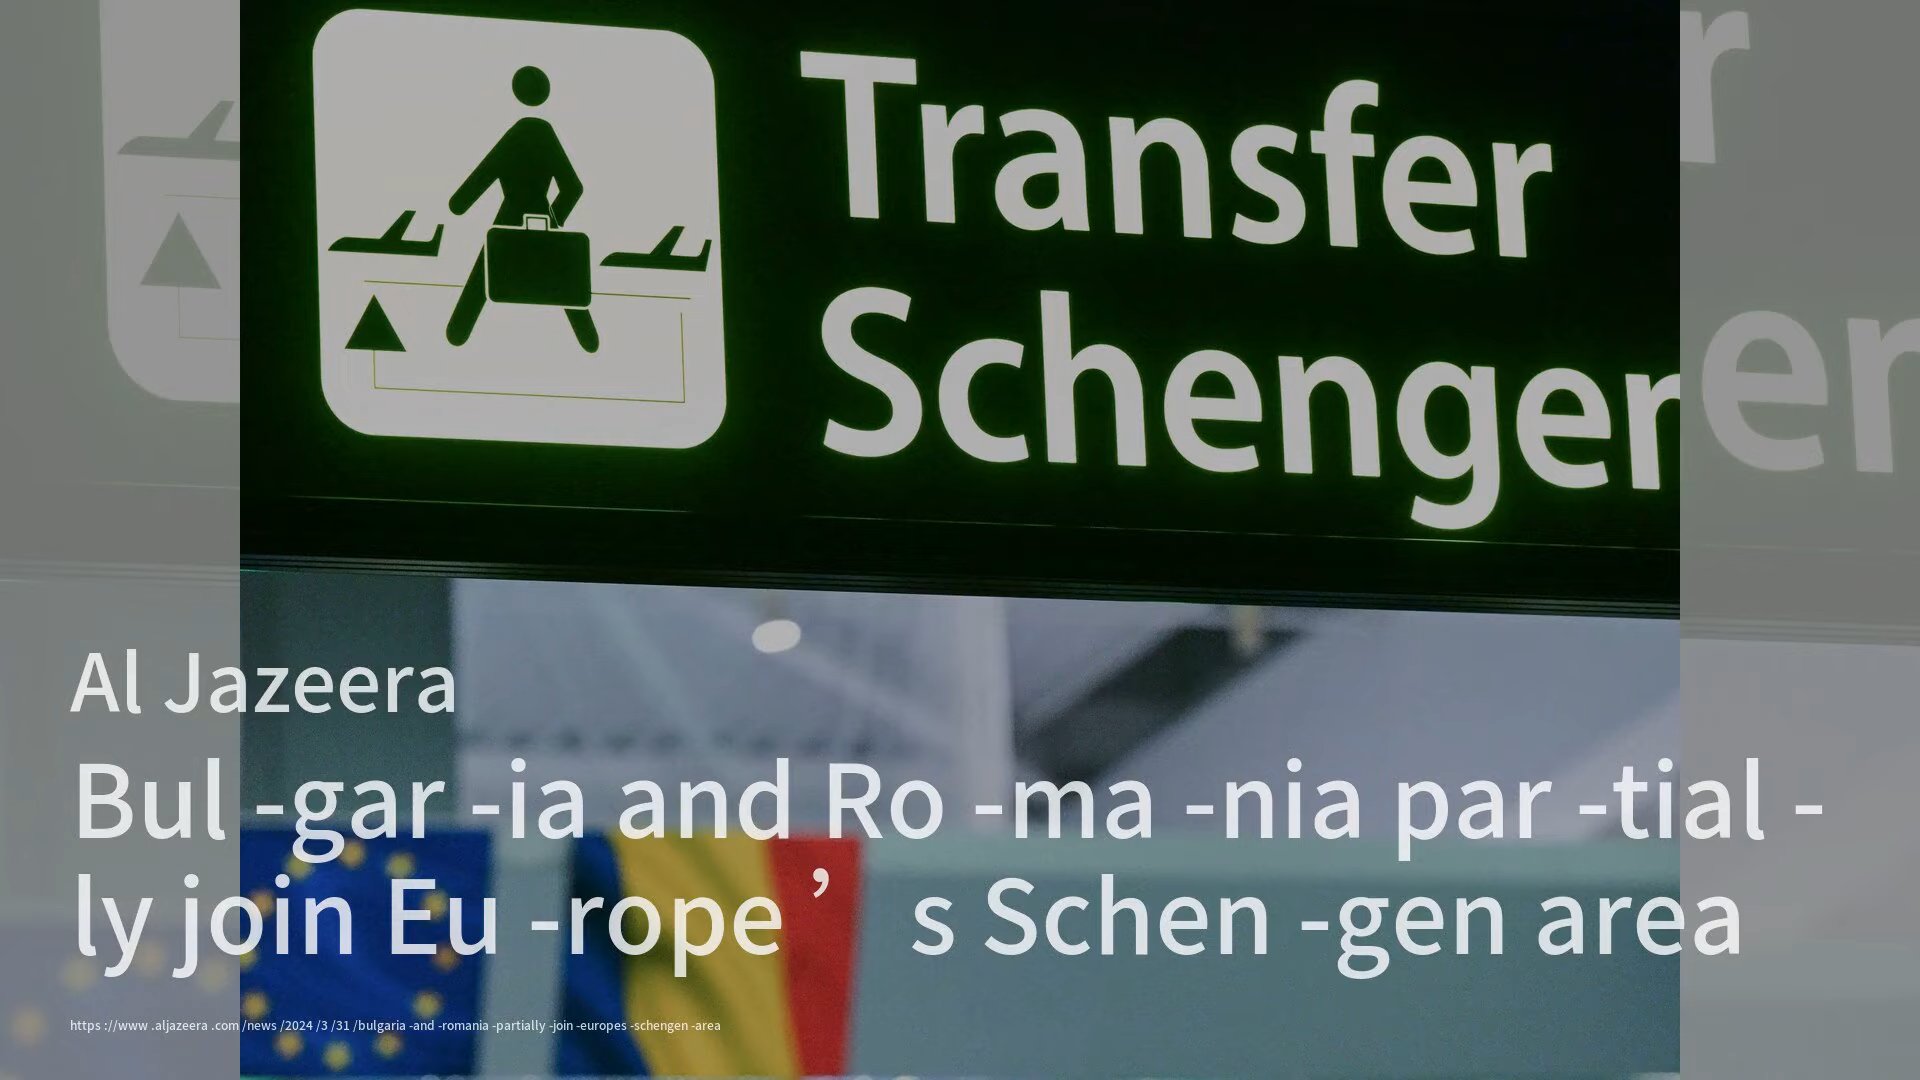 Transfer
Schengen
Al Jazeera
Bul -gar -ia and Ro -ma -nia par -tial -
ly join Eu -rope ’ s Schen -gen area
https ://www .aljazeera .com /news /2024 /3 /31 /bulgaria -and -romania -partially -join -europes -schengen -area